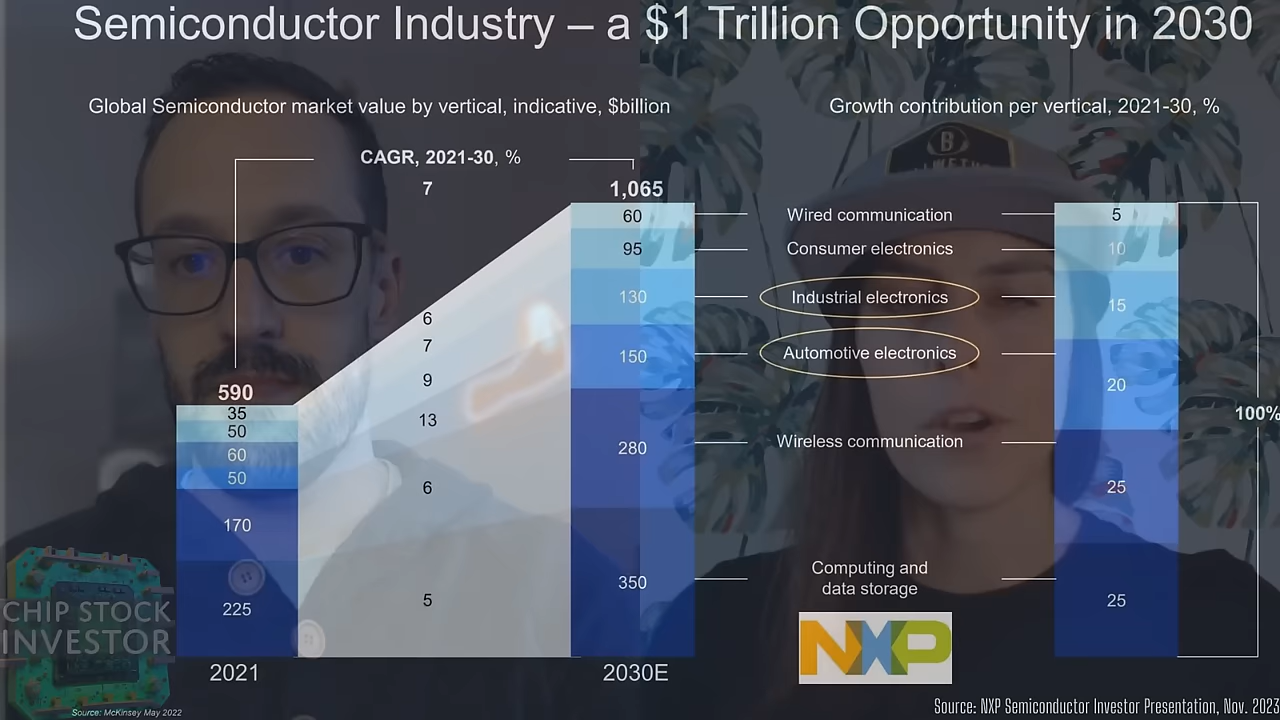 Semiconductor Industry – a $1 Trillion Opportunity in 2030
Global Semiconductor market value by vertical, indicative, $billion
Growth contribution per vertical, 2021-30, %
CAGR, 2021-30, %
7
1,065
590
35
50
60
50
170
225
6
7
9
13
6
5
60
95
130
150
280
350
Wired communication
Consumer electronics
Industrial electronics
Automotive electronics
Wireless communication
Computing and
data storage
5
10
15
20
25
25
100%
2021
2030E
B
CHIP STOCK
INVESTOR
NXP
Source: McKinsey May 2022
Source: NXP Semiconductor Investor Presentation, Nov. 2023